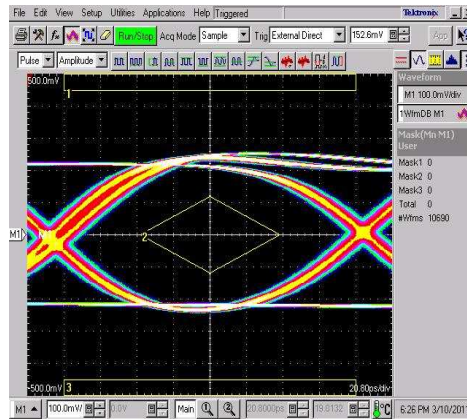 File Edit View Setup Utilities Applications Help Triggered
Tektronix
Run/Stop Acq Mode Sample Trig External Direct 152.6mV App
Pulse Amplitude
500.0mV
1
Waveform
M1 100.0mV/div
1WfmDB M1
Mask(Mn M1)
User
Mask1 0
Mask2 0
Mask3 0
Total 0
#Wfms 10690
M1
2
-500.0mV
3
20.80ps/div
M1 100.0mV 0.0V Main 20.8000ps 19.8132 °C 5:26 PM 3/10/201